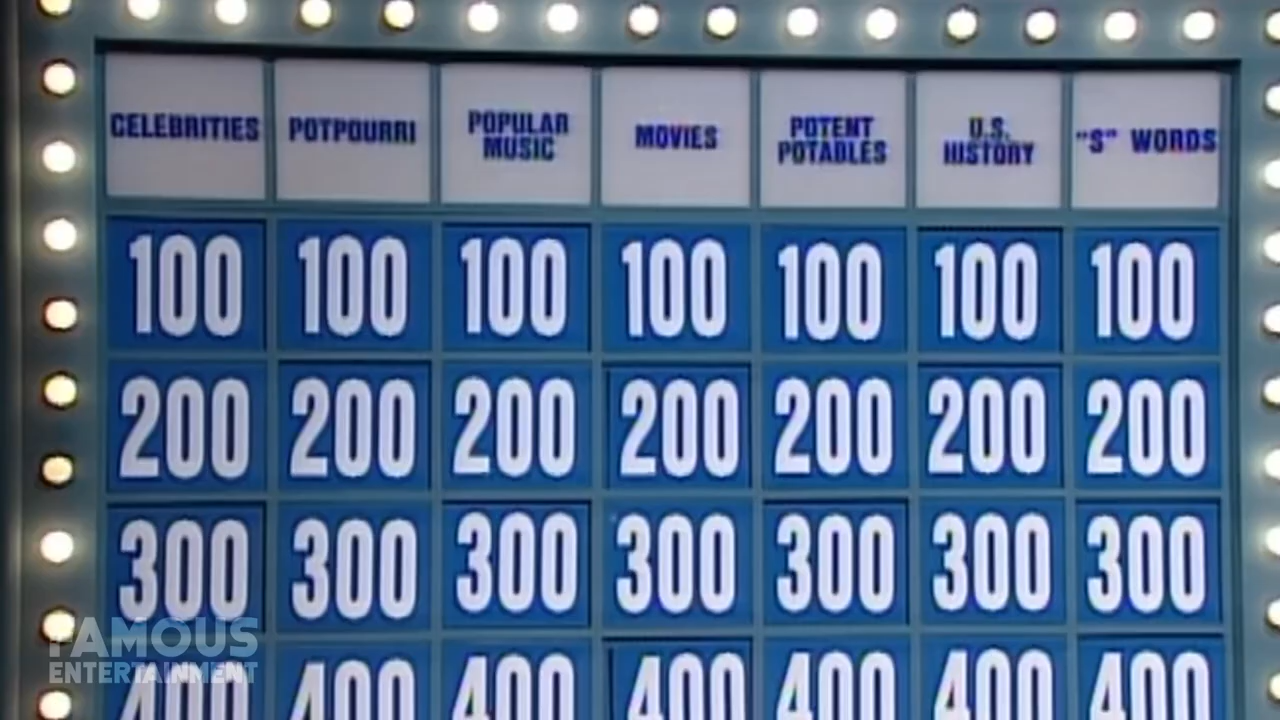 CELEBRITIES POTPOURRI POPULAR MUSIC MOVIES POTENT POTABLES U.S. HISTORY "S" WORDS
100 100 100 100 100 100 100
200 200 200 200 200 200 200
300 300 300 300 300 300 300
FAMOUS
ENTERTAINMENT
400 400 400 400 400 400 400